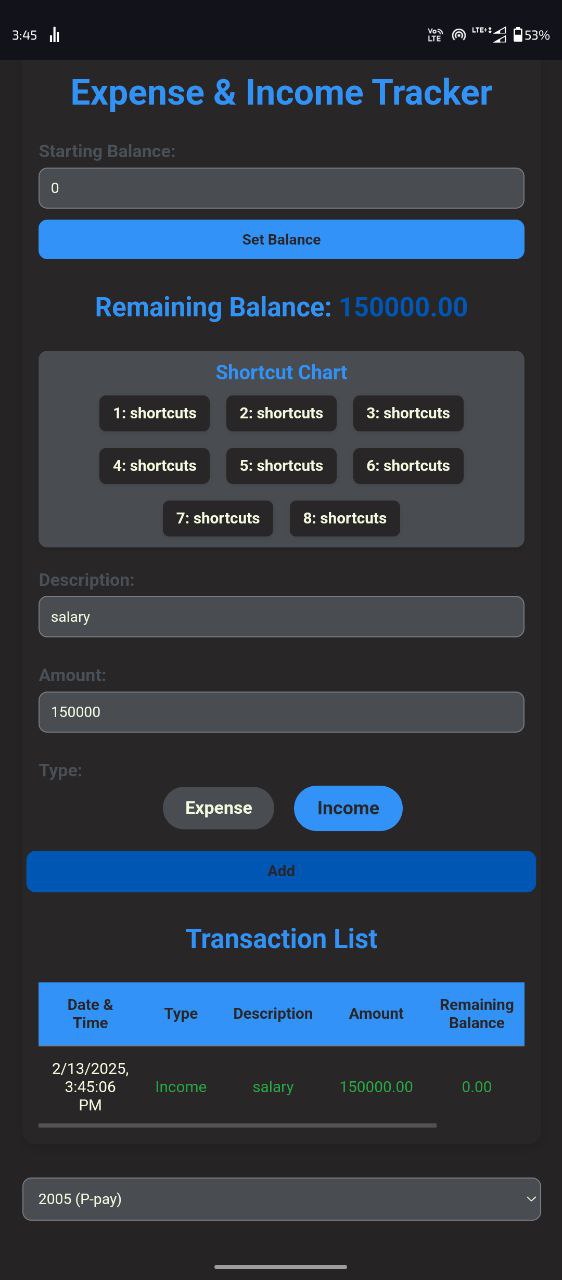 3:45
Vo LTE LTE+ 53%
Expense & Income Tracker
Starting Balance:
0
Set Balance
Remaining Balance: 150000.00
Shortcut Chart
1: shortcuts 2: shortcuts 3: shortcuts
4: shortcuts 5: shortcuts 6: shortcuts
7: shortcuts 8: shortcuts
Description:
salary
Amount:
150000
Type:
Expense Income
Add
Transaction List
Date & Time Type Description Amount Remaining Balance
2/13/2025, 3:45:06 PM Income salary 150000.00 0.00
2005 (P-pay)